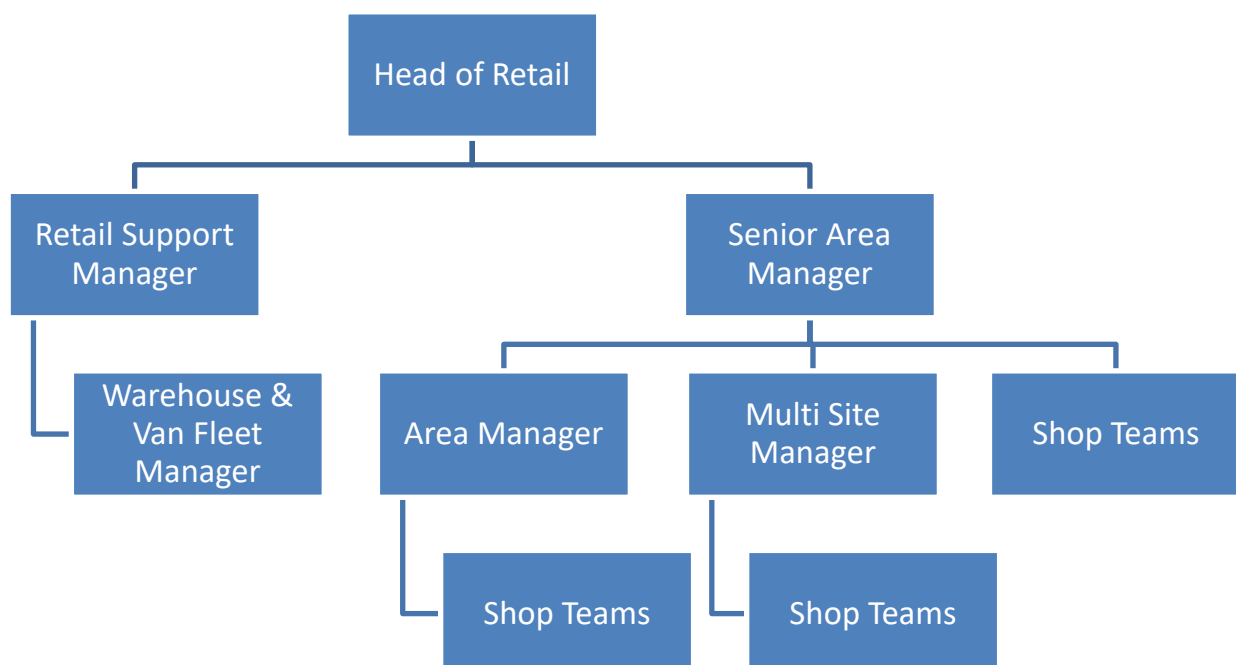 Head of Retail
Retail Support
Manager
Senior Area
Manager
Warehouse &
Van Fleet
Manager
Area Manager
Multi Site
Manager
Shop Teams
Shop Teams
Shop Teams